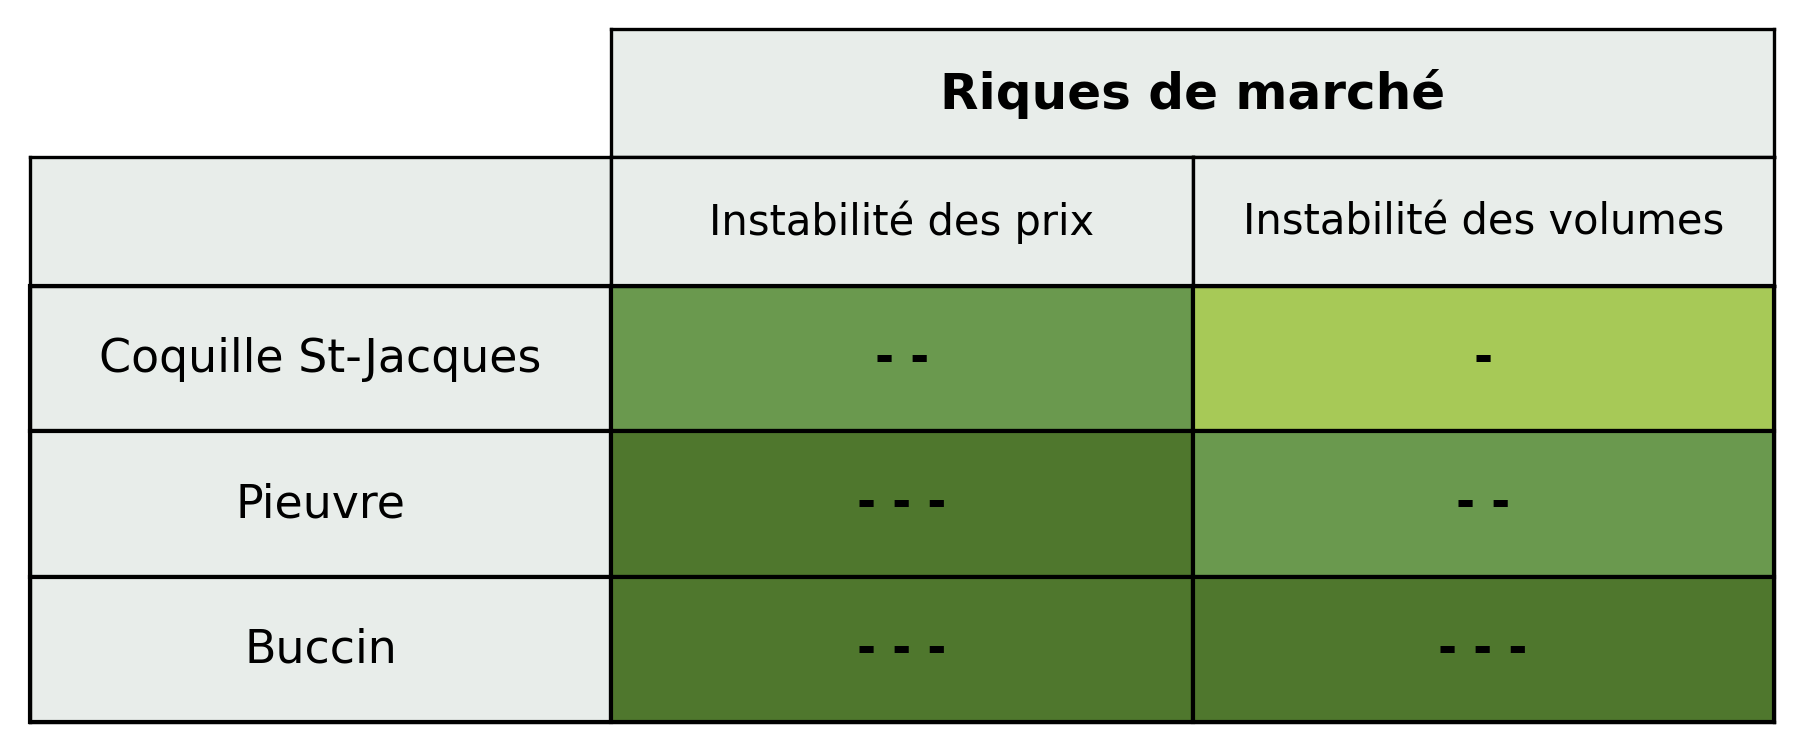 Riques de marché
Instabilité des prix Instabilité des volumes
Coquille St-Jacques - - -
Pieuvre - - - - -
Buccin - - - - - -